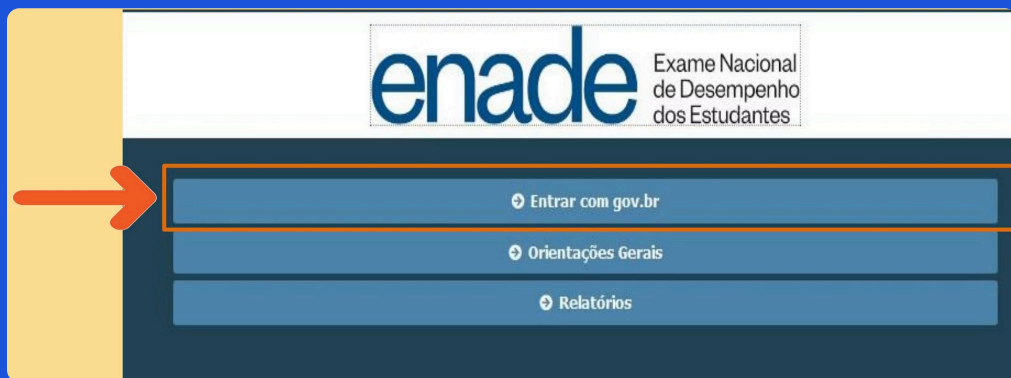 enade
Exame Nacional
de Desempenho
dos Estudantes
Entrar com gov.br
Orientações Gerais
Relatórios